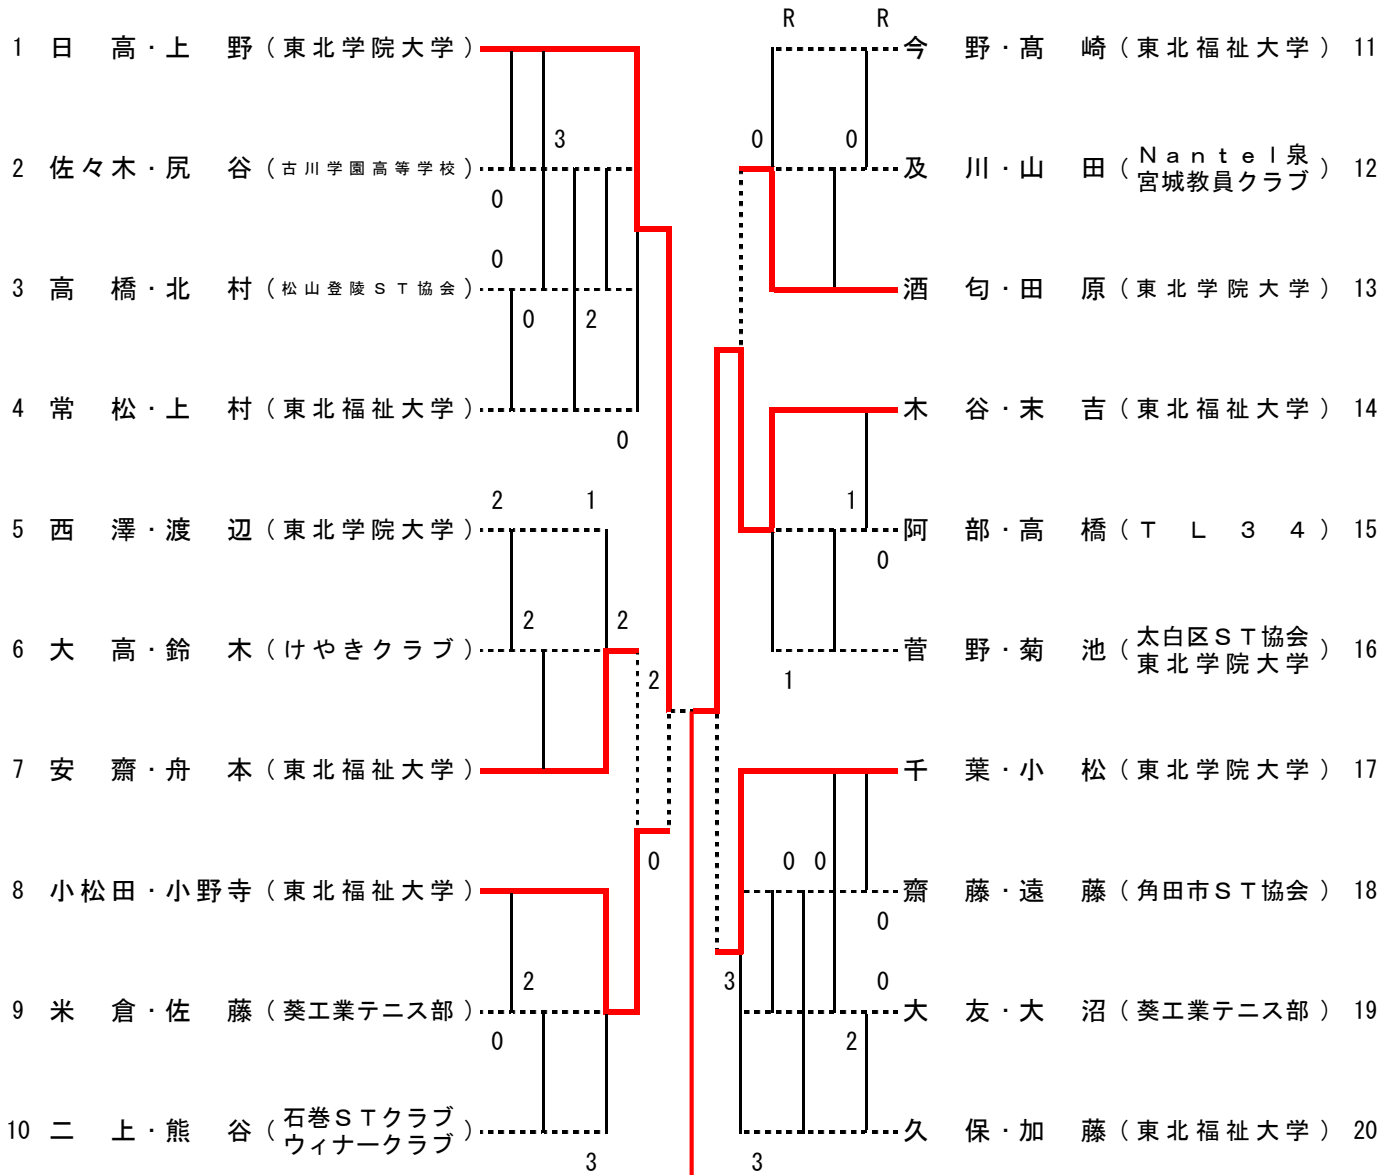 R R
1 日 高・上 野 (東北学院大学)
今 野・髙 崎 (東北福祉大学) 11
3
0 0
2 佐々木・尻 谷 (古川学園高等学校)
及 川・山 田 (Nantel泉
宮城教員クラブ) 12
0
0
3 高 橋・北 村 (松山登陵ST協会)
酒 匂・田 原 (東北学院大学) 13
0 2
4 常 松・上 村 (東北福祉大学)
木 谷・末 吉 (東北福祉大学) 14
0
2 1
1
5 西 澤・渡 辺 (東北学院大学)
阿 部・高 橋 (TL34) 15
0
2 2
6 大 高・鈴 木 (けやきクラブ)
菅 野・菊 池 (太白区ST協会
東北学院大学) 16
2
1
7 安 齋・舟 本 (東北福祉大学)
千 葉・小 松 (東北学院大学) 17
0
0 0
8 小松田・小野寺 (東北福祉大学)
齋 藤・遠 藤 (角田市ST協会) 18
0
2
3 0
9 米 倉・佐 藤 (葵工業テニス部)
大 友・大 沼 (葵工業テニス部) 19
0
2
10 二 上・熊 谷 (石巻STクラブ
ウィナークラブ)
久 保・加 藤 (東北福祉大学) 20
3
3